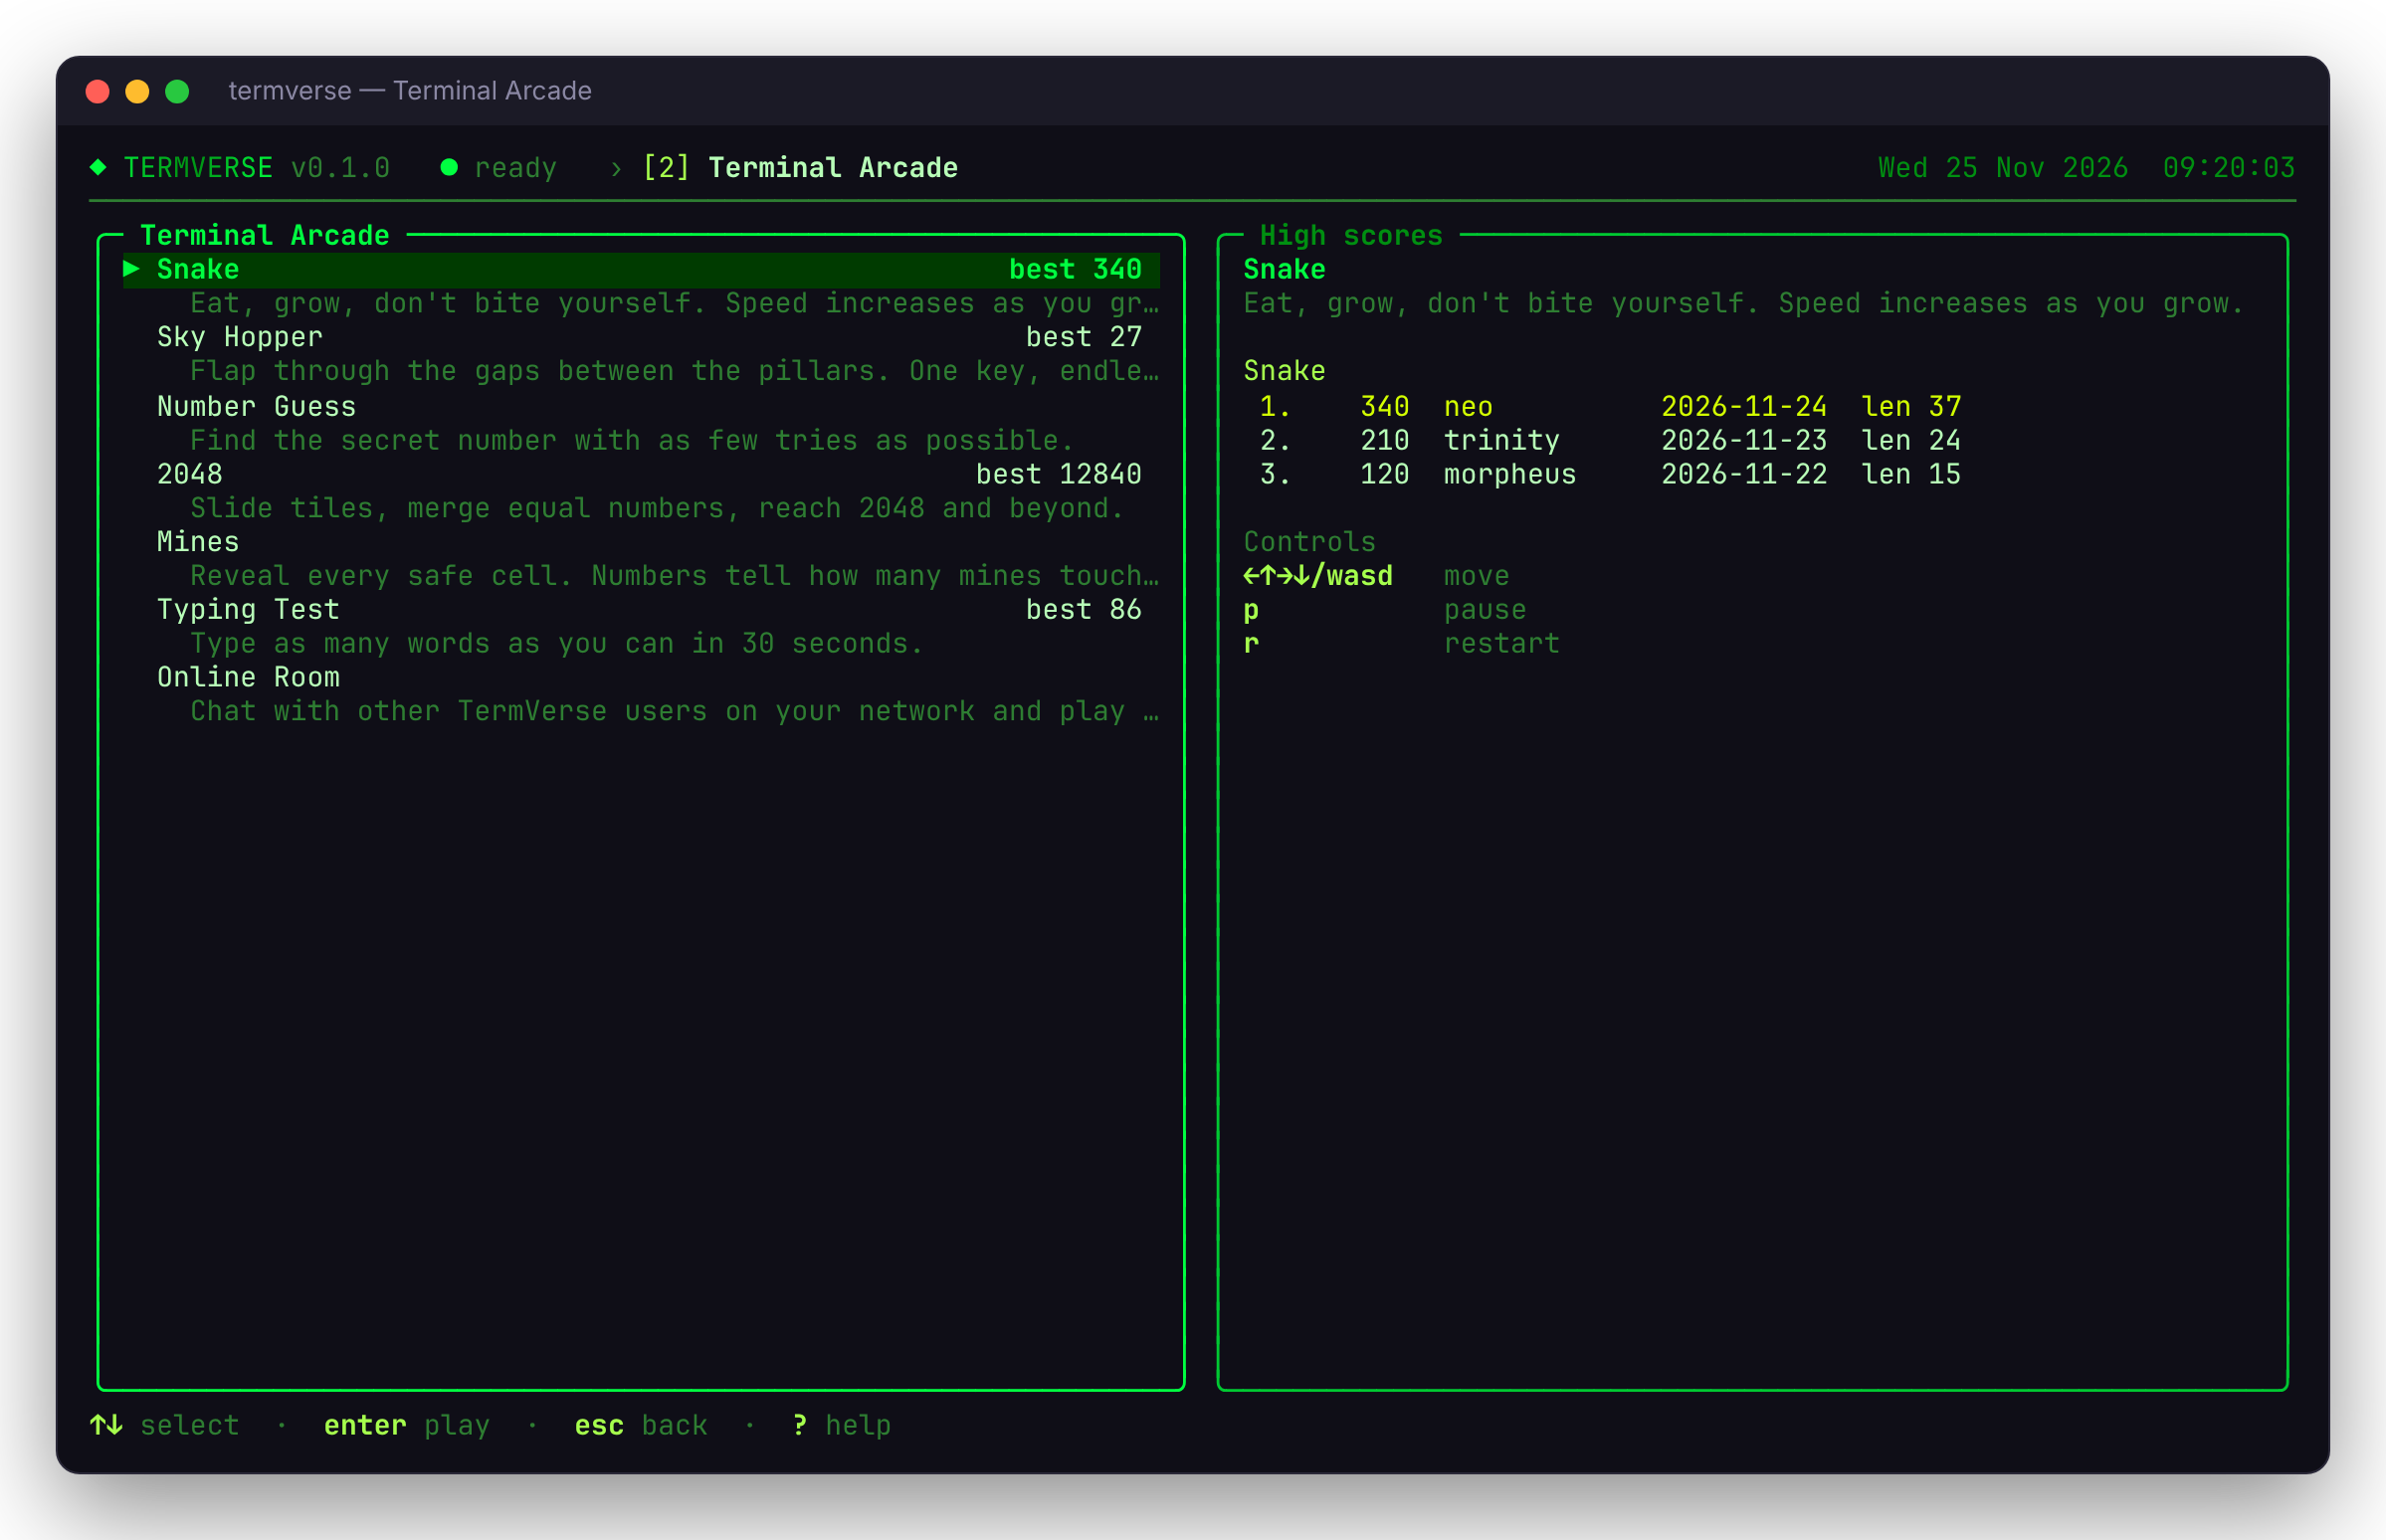 termverse — Terminal Arcade
◆ TERMVERSE v0.1.0 ● ready › [2] Terminal Arcade Wed 25 Nov 2026 09:20:03
Terminal Arcade
▶ Snake best 340
Eat, grow, don't bite yourself. Speed increases as you gr…
Sky Hopper best 27
Flap through the gaps between the pillars. One key, endle…
Number Guess
Find the secret number with as few tries as possible.
2048 best 12840
Slide tiles, merge equal numbers, reach 2048 and beyond.
Mines
Reveal every safe cell. Numbers tell how many mines touch…
Typing Test best 86
Type as many words as you can in 30 seconds.
Online Room
Chat with other TermVerse users on your network and play …
High scores
Snake
Eat, grow, don't bite yourself. Speed increases as you grow.
Snake
1. 340 neo 2026-11-24 len 37
2. 210 trinity 2026-11-23 len 24
3. 120 morpheus 2026-11-22 len 15
Controls
←↑→↓/wasd move
p pause
r restart
↑↓ select · enter play · esc back · ? help